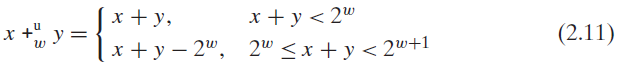 x +ᵘ_w y = { x + y, x + y < 2^w
x + y − 2^w, 2^w ≤ x + y < 2^{w+1} (2.11)